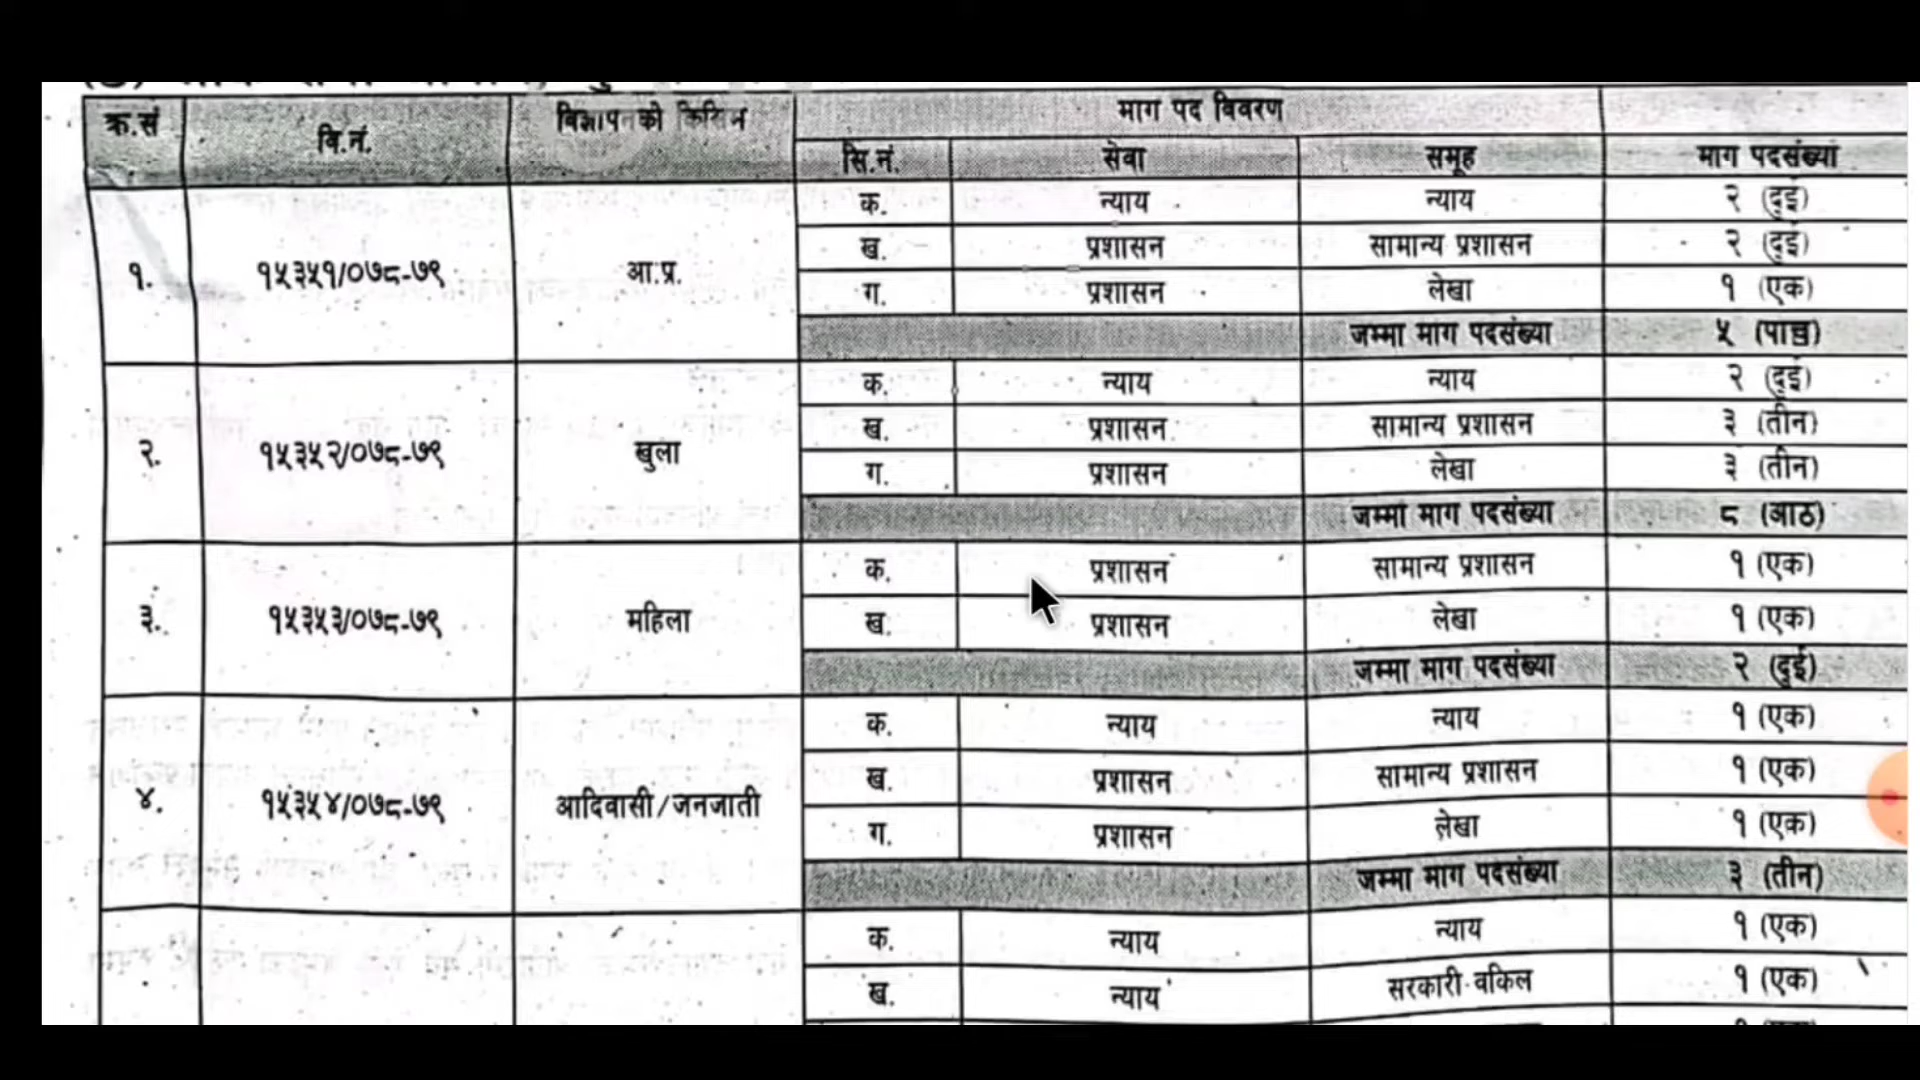 क्र.सं वि.नं. विज्ञापनको किसिम माग पद विवरण
सि.नं. सेवा समूह माग पदसंख्या
१. १५३५१/०७८-७९ आ.प्र. क. न्याय न्याय २ (दुई)
ख. प्रशासन सामान्य प्रशासन २ (दुई)
ग. प्रशासन लेखा १ (एक)
जम्मा माग पदसंख्या ५ (पाच)
२. १५३५२/०७८-७९ खुला क. न्याय न्याय २ (दुई)
ख. प्रशासन सामान्य प्रशासन ३ (तीन)
ग. प्रशासन लेखा ३ (तीन)
जम्मा माग पदसंख्या ८ (आठ)
३. १५३५३/०७८-७९ महिला क. प्रशासन सामान्य प्रशासन १ (एक)
ख. प्रशासन लेखा १ (एक)
जम्मा माग पदसंख्या २ (दुई)
४. १५३५४/०७८-७९ आदिवासी/जनजाती क. न्याय न्याय १ (एक)
ख. प्रशासन सामान्य प्रशासन १ (एक)
ग. प्रशासन लेखा १ (एक)
जम्मा माग पदसंख्या ३ (तीन)
क. न्याय न्याय १ (एक)
ख. न्याय सरकारी वकिल १ (एक)